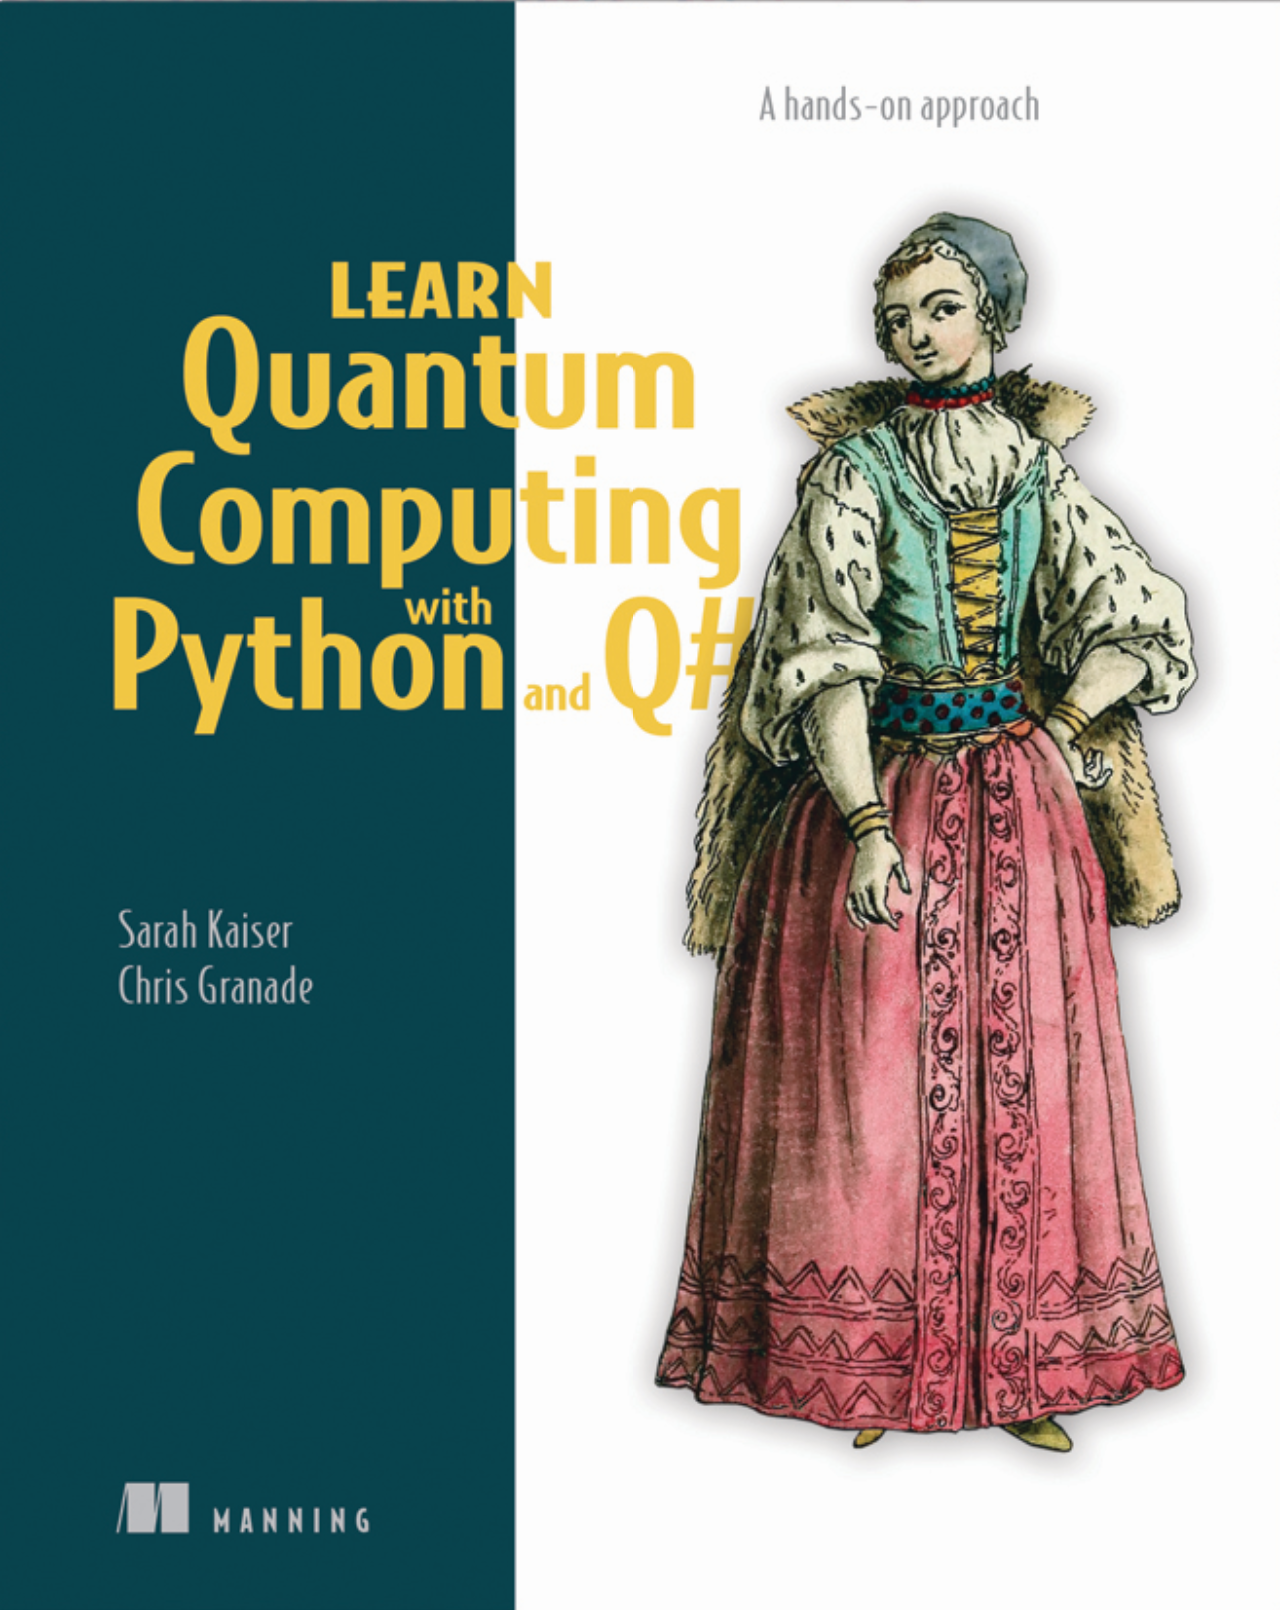 A hands-on approach
LEARN
Quantum
Computing
with
Python and Q#
Sarah Kaiser
Chris Granade
MANNING